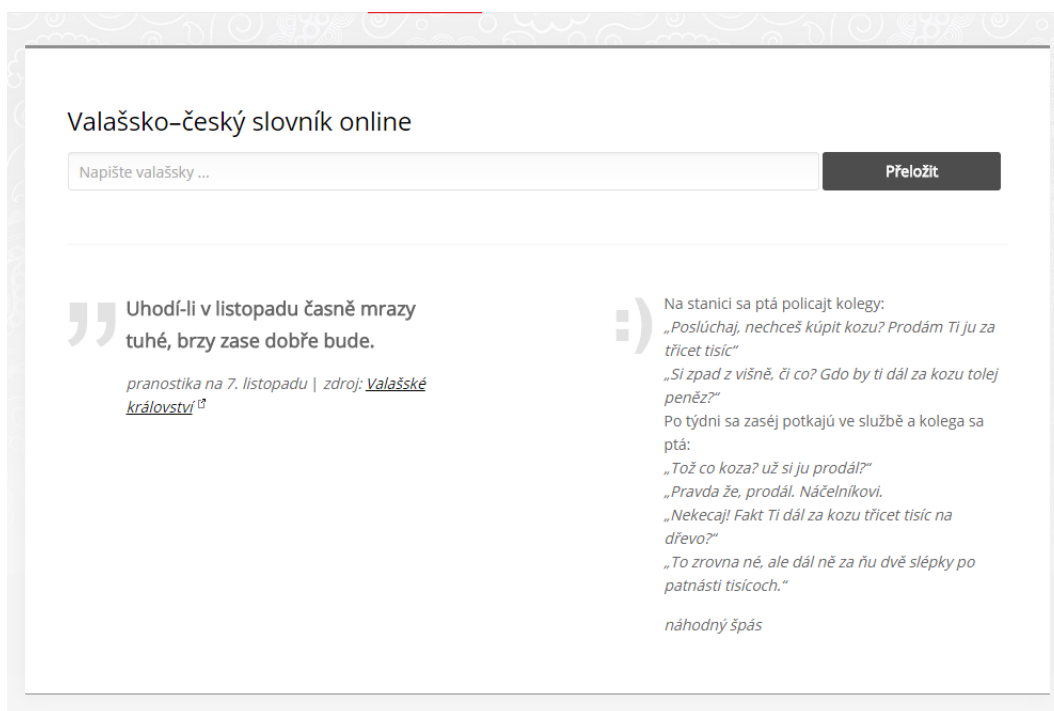 Valašsko–český slovník online
Napište valašsky ...
Přeložit
Uhodí-li v listopadu časně mrazy
tuhé, brzy zase dobře bude.
pranostika na 7. listopadu | zdroj: Valašské
království
:)
Na stanici sa ptá policajt kolegy:
„Poslúchaj, nechceš kúpit kozu? Prodám Ti ju za
třicet tisíc“
„Si zpad z višně, či co? Gdo by ti dál za kozu tolej
peněz?“
Po týdni sa zaséj potkajú ve službě a kolega sa
ptá:
„Tož co koza? už si ju prodál?“
„Pravda že, prodál. Náčelníkovi.
„Nekecaj! Fakt Ti dál za kozu třicet tisíc na
dřevo?“
„To zrovna né, ale dál ně za ňu dvě slépky po
patnásti tisícoch.“
náhodný špás